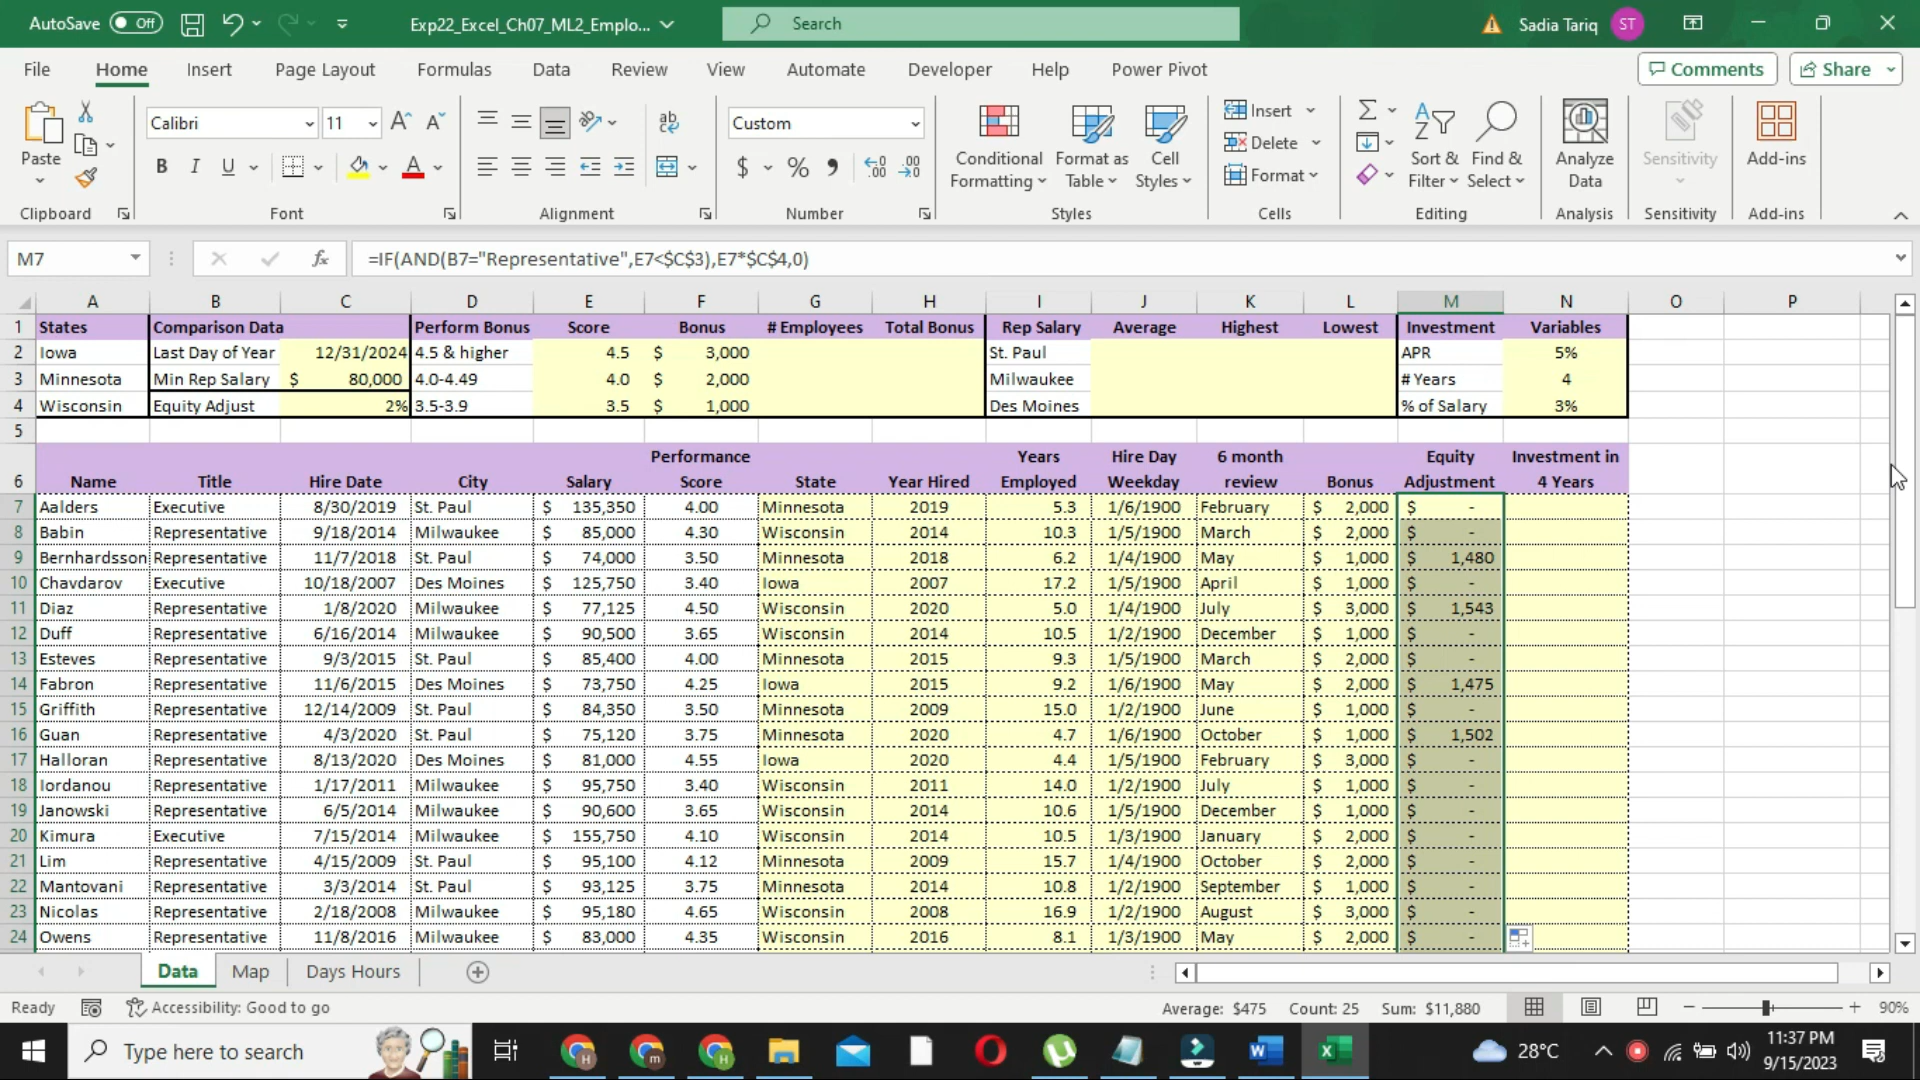 AutoSave Off Exp22_Excel_Ch07_ML2_Emplo... Search Sadia Tariq ST
File Home Insert Page Layout Formulas Data Review View Automate Developer Help Power Pivot Comments Share
Paste Calibri 11 B I U Custom $ % Conditional Formatting Format as Table Cell Styles Insert Delete Format Sort & Filter Find & Select Analyze Data Sensitivity Add-ins
Clipboard Font Alignment Number Styles Cells Editing Analysis Sensitivity Add-ins
M7 fx =IF(AND(B7="Representative",E7<$C$3),E7*$C$4,0)
A B C D E F G H I J K L M N O P
1 States Comparison Data Perform Bonus Score Bonus # Employees Total Bonus Rep Salary Average Highest Lowest Investment Variables
2 Iowa Last Day of Year 12/31/2024 4.5 & higher 4.5 $ 3,000 St. Paul APR 5%
3 Minnesota Min Rep Salary $ 80,000 4.0-4.49 4.0 $ 2,000 Milwaukee # Years 4
4 Wisconsin Equity Adjust 2% 3.5-3.9 3.5 $ 1,000 Des Moines % of Salary 3%
5
Performance Years Hire Day 6 month Equity Investment in
6 Name Title Hire Date City Salary Score State Year Hired Employed Weekday review Bonus Adjustment 4 Years
7 Aalders Executive 8/30/2019 St. Paul $ 135,350 4.00 Minnesota 2019 5.3 1/6/1900 February $ 2,000 $ -
8 Babin Representative 9/18/2014 Milwaukee $ 85,000 4.30 Wisconsin 2014 10.3 1/5/1900 March $ 2,000 $ -
9 Bernhardsson Representative 11/7/2018 St. Paul $ 74,000 3.50 Minnesota 2018 6.2 1/4/1900 May $ 1,000 $ 1,480
10 Chavdarov Executive 10/18/2007 Des Moines $ 125,750 3.40 Iowa 2007 17.2 1/5/1900 April $ 1,000 $ -
11 Diaz Representative 1/8/2020 Milwaukee $ 77,125 4.50 Wisconsin 2020 5.0 1/4/1900 July $ 3,000 $ 1,543
12 Duff Representative 6/16/2014 Milwaukee $ 90,500 3.65 Wisconsin 2014 10.5 1/2/1900 December $ 1,000 $ -
13 Esteves Representative 9/3/2015 St. Paul $ 85,400 4.00 Minnesota 2015 9.3 1/5/1900 March $ 2,000 $ -
14 Fabron Representative 11/6/2015 Des Moines $ 73,750 4.25 Iowa 2015 9.2 1/6/1900 May $ 2,000 $ 1,475
15 Griffith Representative 12/14/2009 St. Paul $ 84,350 3.50 Minnesota 2009 15.0 1/2/1900 June $ 1,000 $ -
16 Guan Representative 4/3/2020 St. Paul $ 75,120 3.75 Minnesota 2020 4.7 1/6/1900 October $ 1,000 $ 1,502
17 Halloran Representative 8/13/2020 Des Moines $ 81,000 4.55 Iowa 2020 4.4 1/5/1900 February $ 3,000 $ -
18 Iordanou Representative 1/17/2011 Milwaukee $ 95,750 3.40 Wisconsin 2011 14.0 1/2/1900 July $ 1,000 $ -
19 Janowski Representative 6/5/2014 Milwaukee $ 90,600 3.65 Wisconsin 2014 10.6 1/5/1900 December $ 1,000 $ -
20 Kimura Executive 7/15/2014 Milwaukee $ 155,750 4.10 Wisconsin 2014 10.5 1/3/1900 January $ 2,000 $ -
21 Lim Representative 4/15/2009 St. Paul $ 95,100 4.12 Minnesota 2009 15.7 1/4/1900 October $ 2,000 $ -
22 Mantovani Representative 3/3/2014 St. Paul $ 93,125 3.75 Minnesota 2014 10.8 1/2/1900 September $ 1,000 $ -
23 Nicolas Representative 2/18/2008 Milwaukee $ 95,180 4.65 Wisconsin 2008 16.9 1/2/1900 August $ 3,000 $ -
24 Owens Representative 11/8/2016 Milwaukee $ 83,000 4.35 Wisconsin 2016 8.1 1/3/1900 May $ 2,000 $ -
Data Map Days Hours
Ready Accessibility: Good to go Average: $475 Count: 25 Sum: $11,880 90%
Type here to search 28°C 11:37 PM
9/15/2023